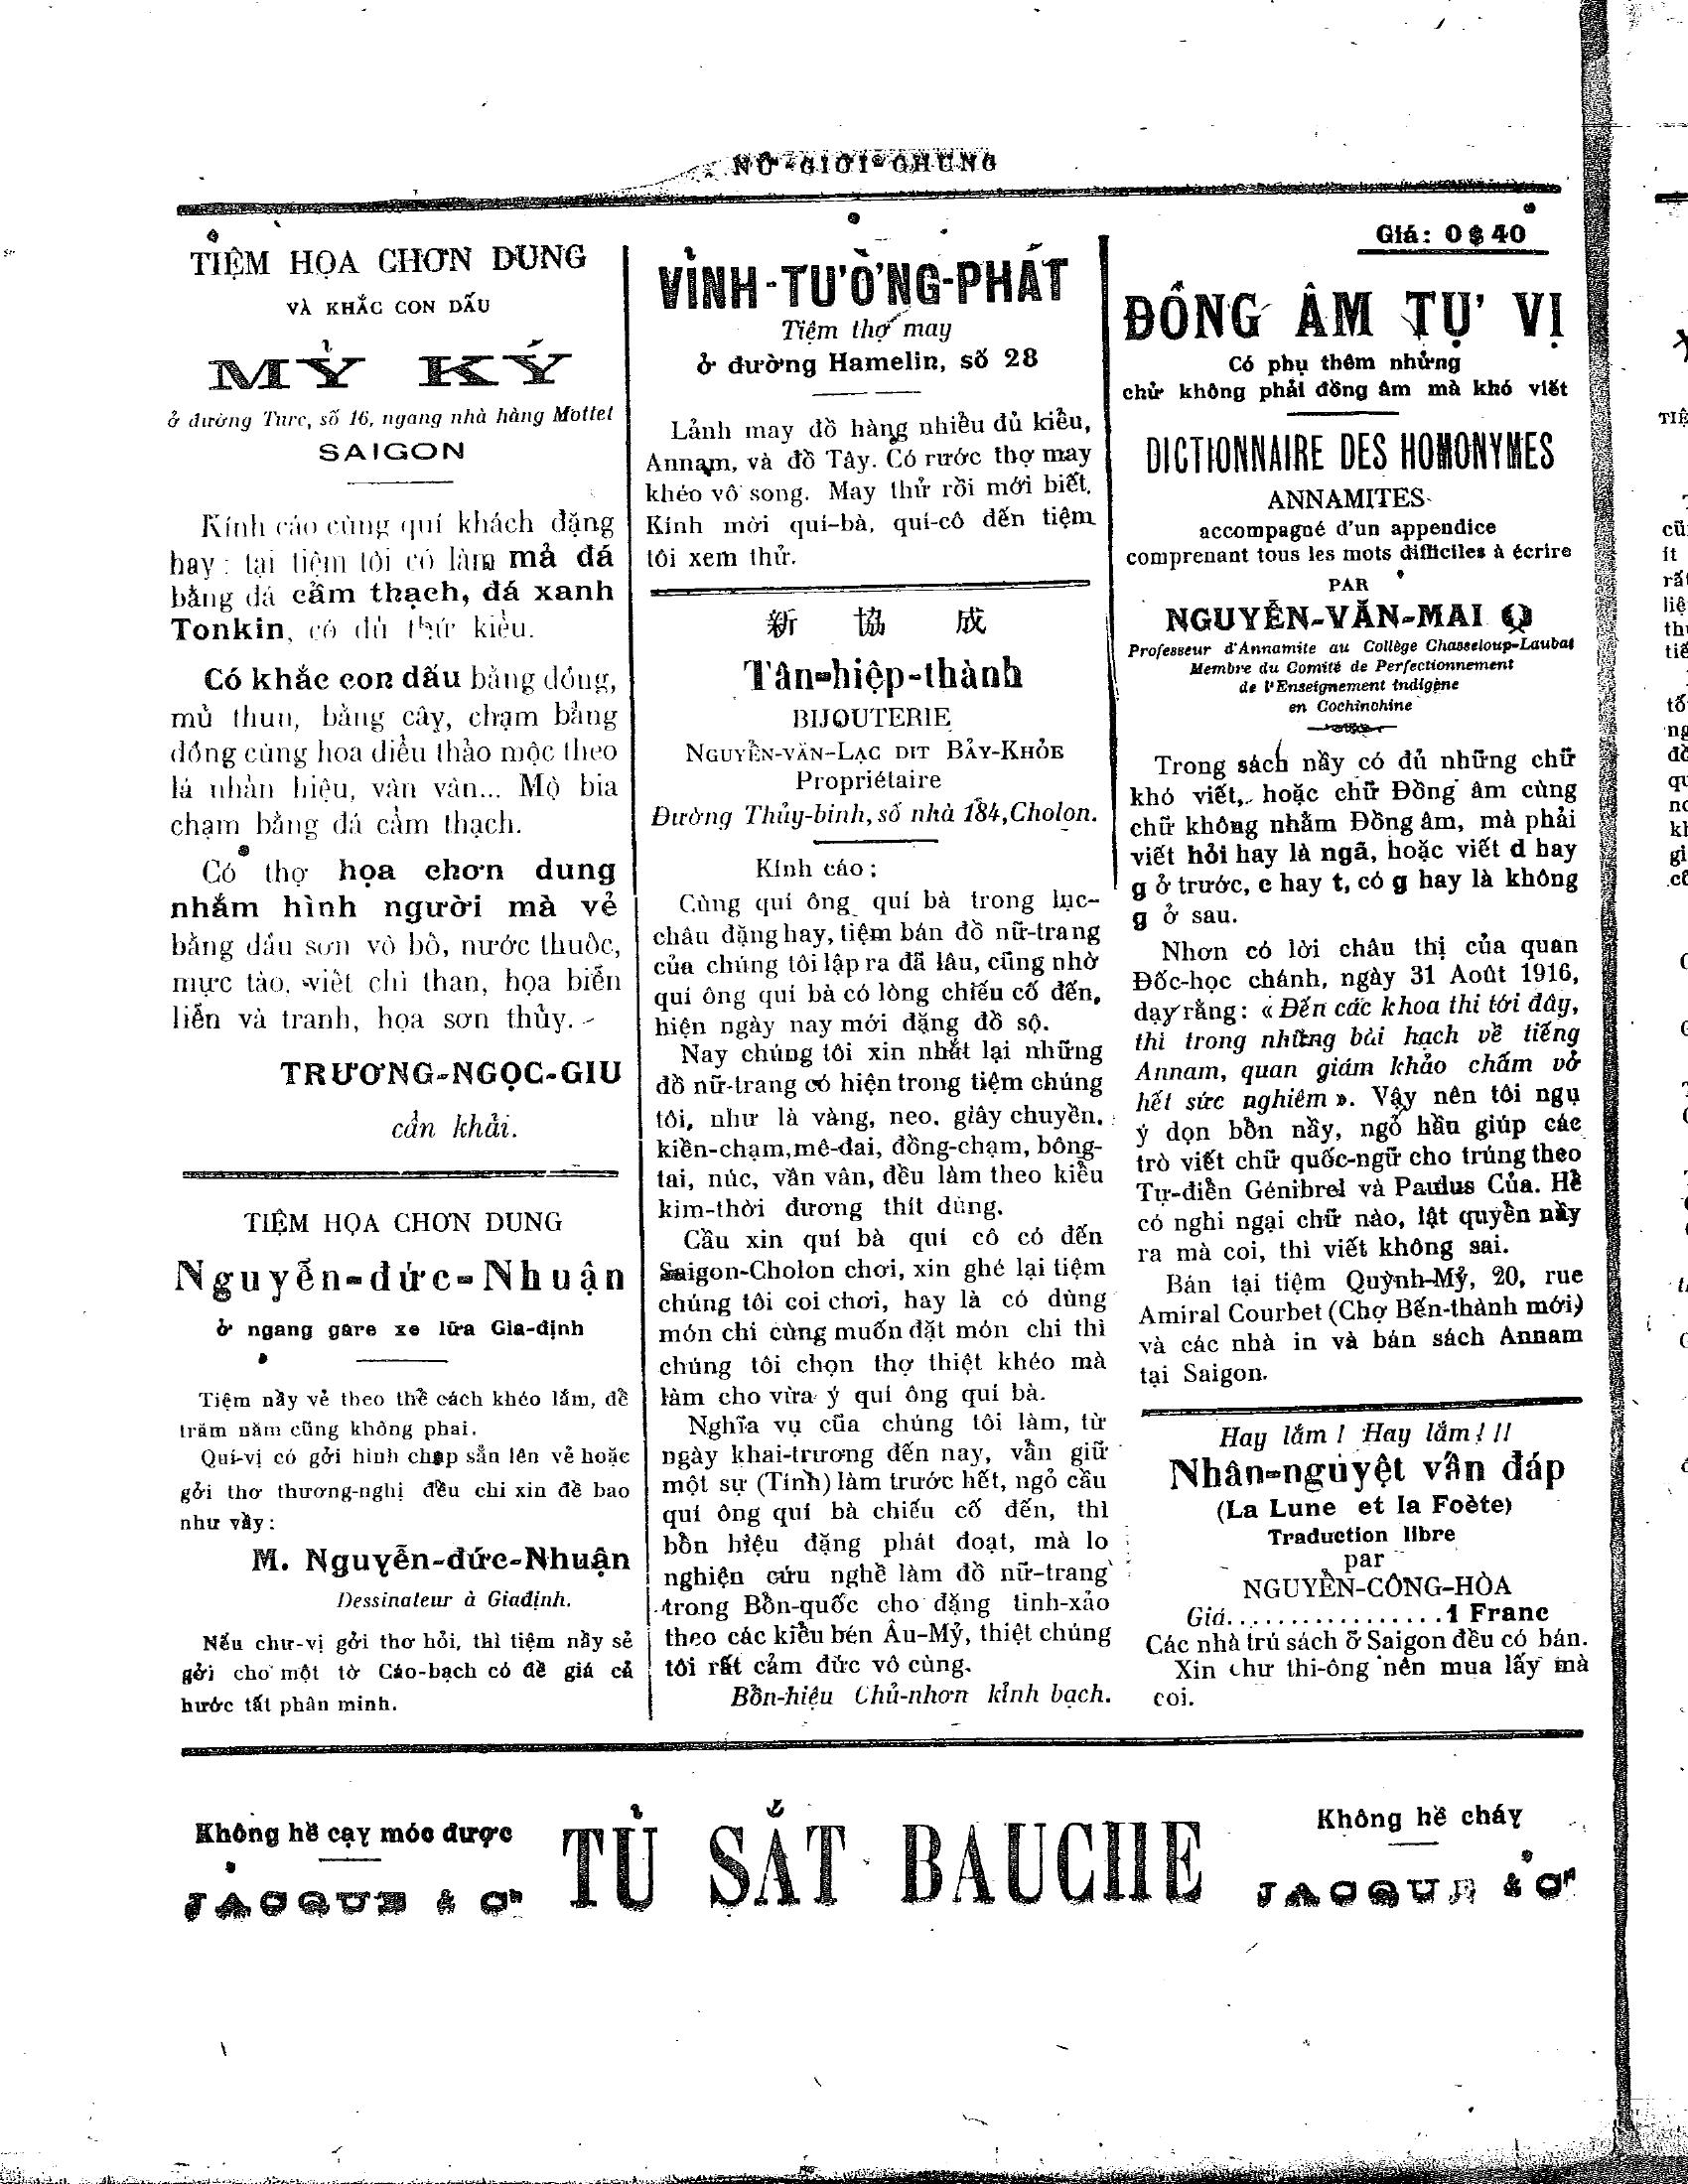 NỮ-GIỚI-CHUNG
TIỆM HỌA CHƠN DUNG
VÀ KHẮC CON DẤU
MỶ KÝ
ở đường Turc, số 16, ngang nhà hàng Mottet
SAIGON
Kính cáo cùng quí khách đặng
hay: tại tiệm tôi có làm mả đá
bằng đá cẩm thạch, đá xanh
Tonkin, có đủ thứ kiểu.
Có khắc con dấu bằng đồng,
mủ thun, bằng cây, chạm bằng
đồng cùng hoa điểu thảo mộc theo
lá nhản hiệu, vân vân... Mộ bia
chạm bằng đá cẩm thạch.
Có thợ họa chơn dung
nhắm hình người mà vẻ
bằng dầu sơn vò bô, nước thuốc,
mực tào, viết chì than, họa biển
liễn và tranh, họa sơn thủy.
TRƯƠNG-NGỌC-GIU
cẩn khải.
TIỆM HỌA CHƠN DUNG
Nguyễn-đức-Nhuận
ở ngang gare xe lửa Gia-định
Tiệm nầy vẻ theo thể cách khéo lắm, để
trăm năm cũng không phai.
Quí-vị có gởi hình chụp sẵn lên vẻ hoặc
gởi thơ thương-nghị đều chỉ xin đề bao
như vầy:
M. Nguyễn-đức-Nhuận
Dessinateur à Giađịnh.
Nếu chư-vị gởi thơ hỏi, thì tiệm nầy sẻ
gởi cho một tờ Cáo-bạch có đề giá cả
thước tất phân minh.
VỈNH-TƯỜNG-PHÁT
Tiệm thợ may
ở đường Hamelin, số 28
Lảnh may đồ hàng nhiều đủ kiểu,
Annam, và đồ Tây. Có rước thợ may
khéo vô song. May thử rồi mới biết.
Kính mời quí-bà, quí-cô đến tiệm
tôi xem thử.
新 協 成
Tân-hiệp-thành
BIJOUTERIE
NGUYỄN-VĂN-LẠC DIT BẢY-KHỎE
Propriétaire
Đường Thủy-binh, số nhà 184, Cholon.
Kính cáo:
Cùng quí ông quí bà trong lục-
châu đặng hay, tiệm bán đồ nữ-trang
của chúng tôi lập ra đã lâu, cũng nhờ
quí ông quí bà có lòng chiếu cố đến,
hiện ngày nay mới đặng đồ sộ.
Nay chúng tôi xin nhắt lại những
đồ nữ-trang có hiện trong tiệm chúng
tôi, như là vàng, neo, giây chuyền,
kiền-chạm, mê-đai, đồng-chạm, bông-
tai, núc, vân vân, đều làm theo kiểu
kim-thời đương thít dùng.
Cầu xin quí bà quí cô có đến
Saigon-Cholon chơi, xin ghé lại tiệm
chúng tôi coi chơi, hay là có dùng
món chi cùng muốn đặt món chi thì
chúng tôi chọn thợ thiệt khéo mà
làm cho vừa ý quí ông quí bà.
Nghĩa vụ của chúng tôi làm, từ
ngày khai-trương đến nay, vẫn giữ
một sự (Tính) làm trước hết, ngỏ cầu
quí ông quí bà chiếu cố đến, thì
bổn hiệu đặng phát đoạt, mà lo
nghiện cứu nghề làm đồ nữ-trang
trong Bổn-quốc cho đặng tinh-xảo
theo các kiểu bén Âu-Mỷ, thiệt chúng
tôi rất cảm đức vô cùng.
Bổn-hiệu Chủ-nhơn kỉnh bạch.
Giá: 0$40
ĐỒNG ÂM TỰ VỊ
Có phụ thêm những
chử không phải đồng âm mà khó viết
DICTIONNAIRE DES HOMONYMES
ANNAMITES
accompagné d'un appendice
comprenant tous les mots difficiles à écrire
PAR
NGUYỄN-VĂN-MAI
Professeur d'Annamite au Collège Chasseloup-Laubat
Membre du Comité de Perfectionnement
de l'Enseignement indigène
en Cochinchine
Trong sách nầy có đủ những chữ
khó viết, hoặc chữ Đồng âm cùng
chữ không nhằm Đồng âm, mà phải
viết hỏi hay là ngã, hoặc viết d hay
g ở trước, c hay t, có g hay là không
g ở sau.
Nhơn có lời châu thị của quan
Đốc-học chánh, ngày 31 Août 1916,
dạy rằng: « Đến các khoa thi tới đây,
thi trong những bài hạch về tiếng
Annam, quan giám khảo chấm vở
hết sức nghiêm ». Vậy nên tôi ngụ
ý dọn bổn nầy, ngỏ hầu giúp các
trò viết chữ quốc-ngữ cho trúng theo
Tự-điển Génibrel và Paulus Của. Hễ
có nghi ngại chữ nào, lật quyển nầy
ra mà coi, thì viết không sai.
Bán tại tiệm Quỳnh-Mỷ, 20, rue
Amiral Courbet (Chợ Bến-thành mới)
và các nhà in và bán sách Annam
tại Saigon.
Hay lắm! Hay lắm!!!
Nhân-nguyệt vấn đáp
(La Lune et la Foète)
Traduction libre
par
NGUYỄN-CÔNG-HÒA
Giá.................1 Franc
Các nhà trử sách ở Saigon đều có bán.
Xin chư thi-ông nên mua lấy mà
coi.
Không hề cạy móc được
JACQUE & Cie
TỦ SẮT BAUCHE
Không hề cháy
JACQUE & Cie